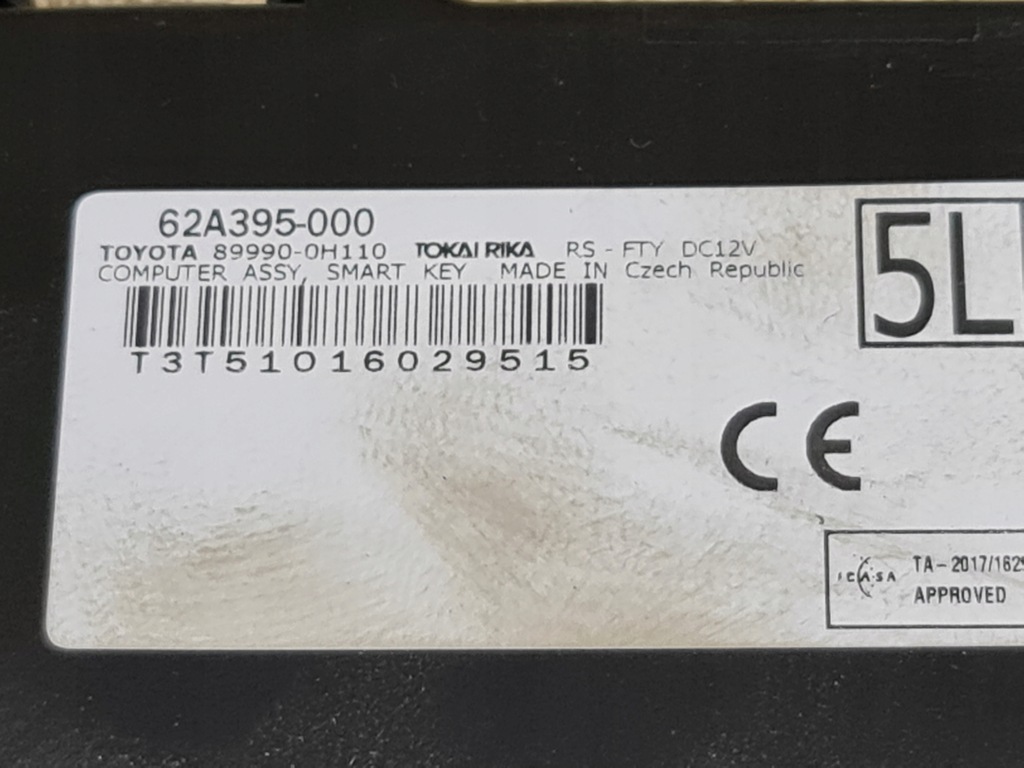 62A395-000
TOYOTA 89990-0H110 TOKAI RIKA RS - FTY DC12V
COMPUTER ASSY, SMART KEY MADE IN Czech Republic
T3T51016029515
5L
CE
ICASA
TA-2017/1629
APPROVED